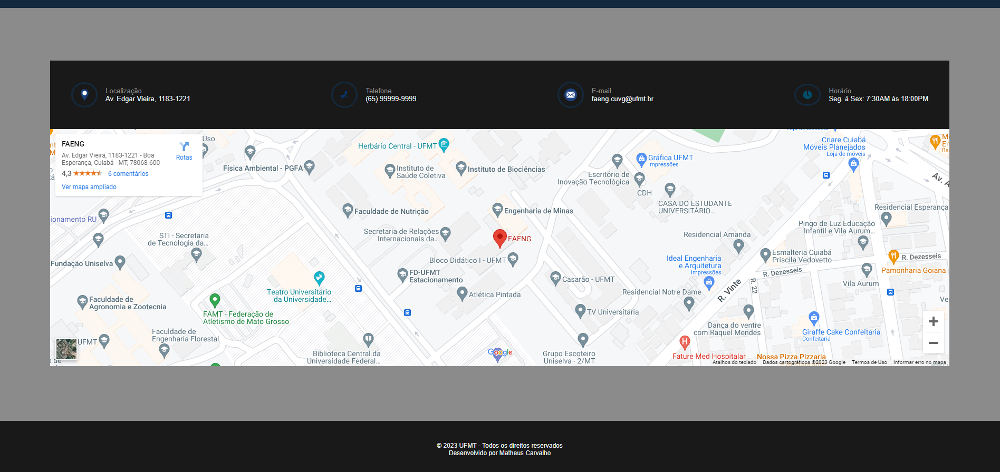 Localização
Av. Edgar Vieira, 1183-1221
Telefone
(65) 99999-9999
E-mail
faeng.cuvg@ufmt.br
Horário
Seg. à Sex: 7:30AM às 18:00PM
FAENG
Av. Edgar Vieira, 1183-1221 - Boa
Esperança, Cuiabá - MT, 78068-600
4,3
6 comentários
Ver mapa ampliado
Rotas
Uso
Herbário Central - UFMT
Física Ambiental - PGFA
Instituto de
Saúde Coletiva
Instituto de Biociências
Gráfica UFMT
Impressões
Escritório de
Inovação Tecnológica
CDH
CASA DO ESTUDANTE
UNIVERSITÁRIO...
Criare Cuiabá
Móveis Planejados
Loja de móveis
Av. A
Residencial Esperança
ionamento RU
Faculdade de Nutrição
Engenharia de Minas
STI - Secretaria
de Tecnologia da...
Secretaria de Relações
Internacionais da...
FAENG
Residencial Amanda
Pingo de Luz Educação
Infantil e Vila Aurum...
Fundação Uniselva
Bloco Didático I - UFMT
Ideal Engenharia
e Arquitetura
Impressões
Esmalteria Cuiabá
Priscila Vedovetto
R. Dezesseis
R. Dezesseis
Pamonharia Goiana
FD-UFMT
Estacionamento
Casarão - UFMT
R. 22
Vila Aurum
Teatro Universitário
da Universidade...
Atlética Pintada
Residencial Notre Dame
R. Vinte
Faculdade de
Agronomia e Zootecnia
FAMT - Federação de
Atletismo de Mato Grosso
TV Universitária
Dança do ventre
com Raquel Mendes
Giraffe Cake Confeitaria
Confeitaria
UFMT
Faculdade de
Engenharia Florestal
Biblioteca Central da
Universidade Federal...
Google
Grupo Escoteiro
Uniselva - 2/MT
H
Fature Med Hospitalar
Nossa Pizza Pizzaria
Atalhos do teclado
Dados cartográficos ©2023 Google
Termos de Uso
Informar erro no mapa
© 2023 UFMT - Todos os direitos reservados
Desenvolvido por Matheus Carvalho